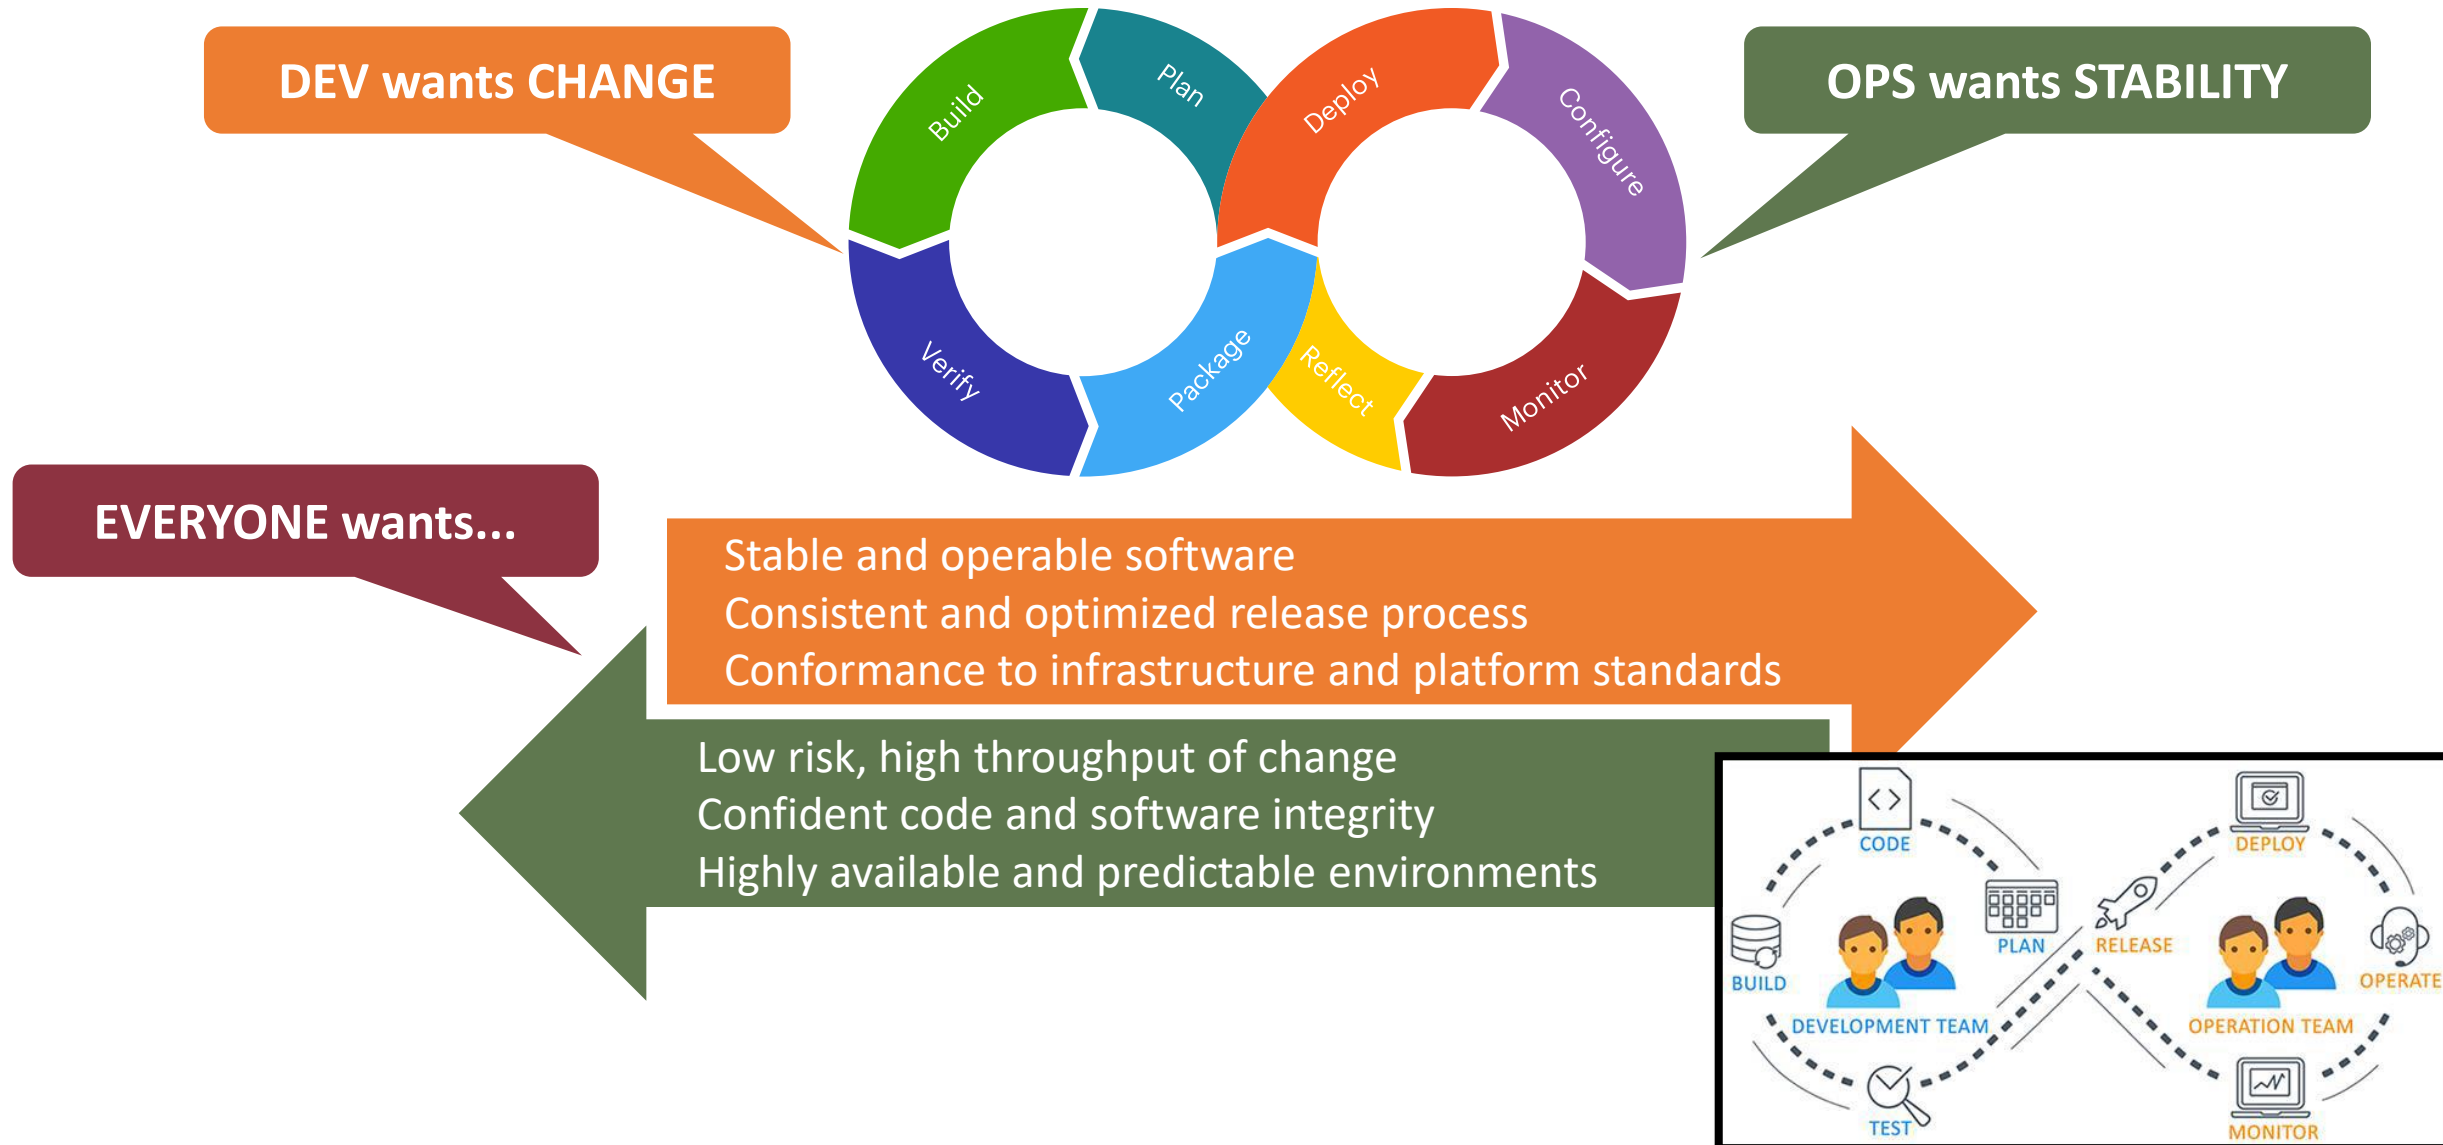 DEV wants CHANGE
OPS wants STABILITY
Plan
Build
Verify
Package
Deploy
Configure
Monitor
Reflect
EVERYONE wants...
Stable and operable software
Consistent and optimized release process
Conformance to infrastructure and platform standards
Low risk, high throughput of change
Confident code and software integrity
Highly available and predictable environments
CODE
DEPLOY
PLAN
RELEASE
BUILD
OPERATE
DEVELOPMENT TEAM
OPERATION TEAM
TEST
MONITOR